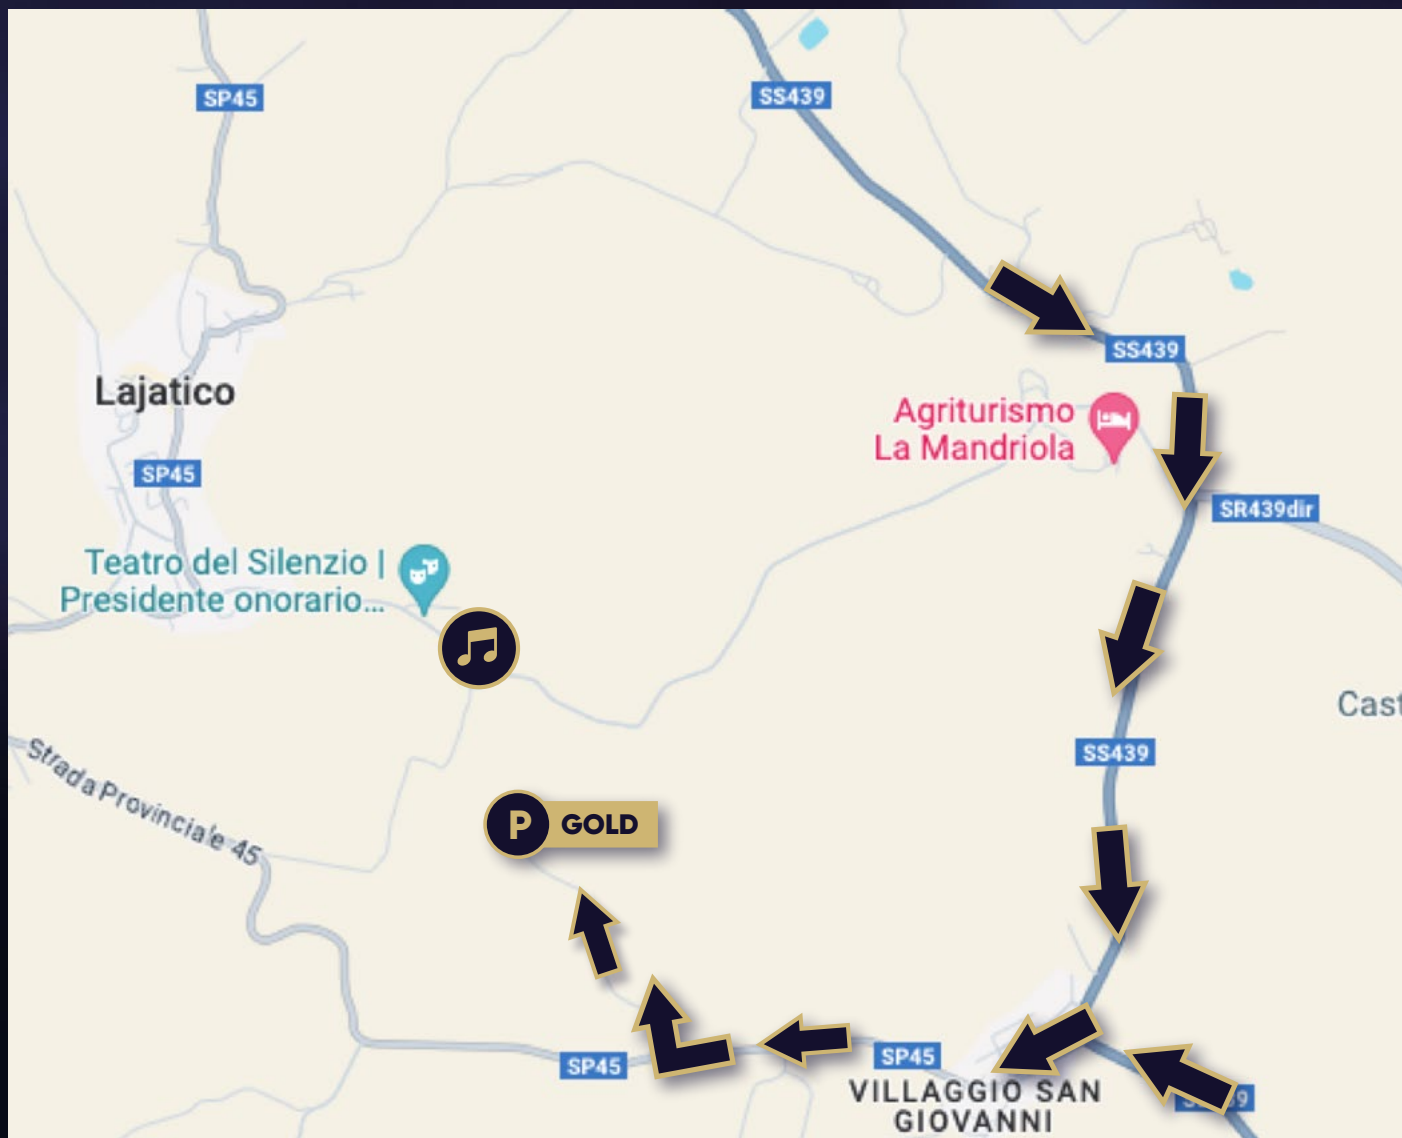 SP45
SS439
SS439
Lajatico
Agriturismo
La Mandriola
SP45
SR439dir
Teatro del Silenzio |
Presidente onorario...
Cast
SS439
Strada Provinciale 45
P GOLD
SP45
SP45
VILLAGGIO SAN
GIOVANNI